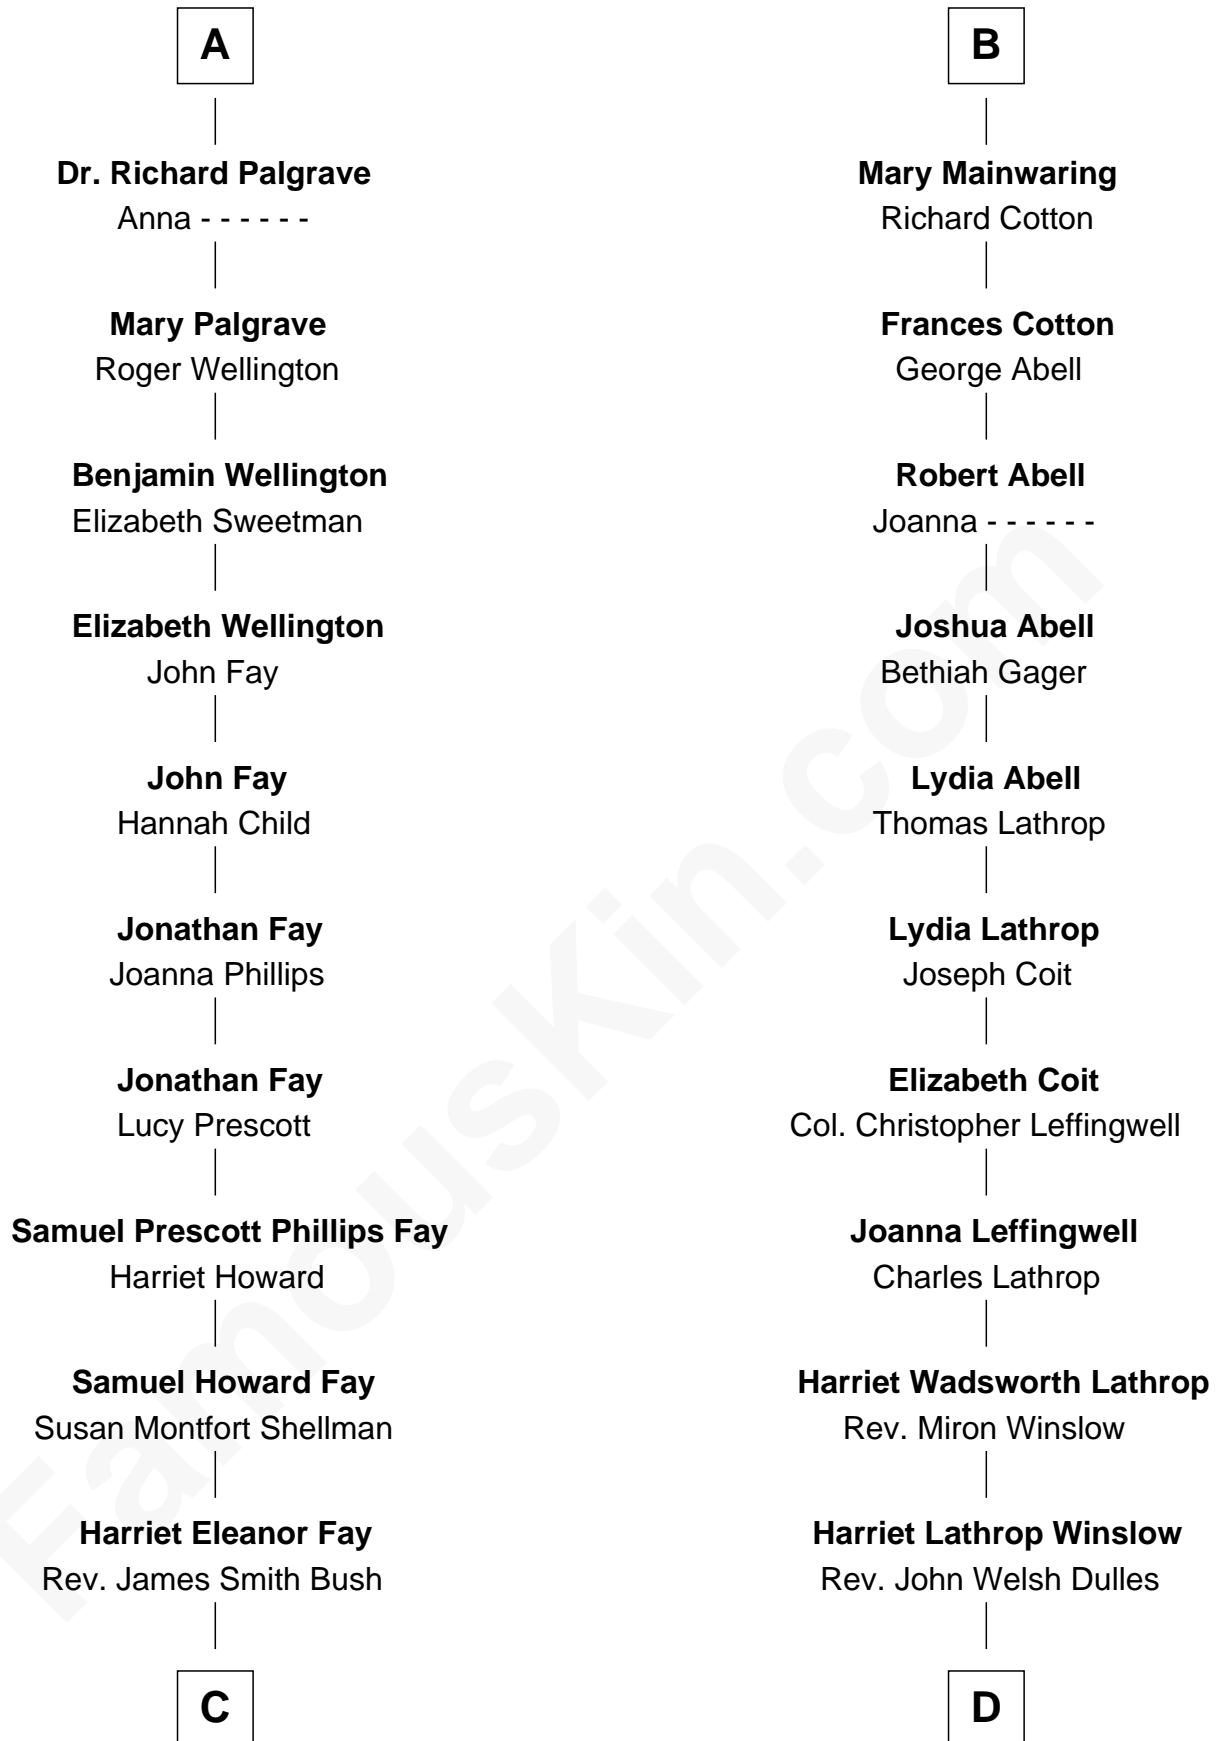 A
Dr. Richard Palgrave
Anna - - - - - -
Mary Palgrave
Roger Wellington
Benjamin Wellington
Elizabeth Sweetman
Elizabeth Wellington
John Fay
John Fay
Hannah Child
Jonathan Fay
Joanna Phillips
Jonathan Fay
Lucy Prescott
Samuel Prescott Phillips Fay
Harriet Howard
Samuel Howard Fay
Susan Montfort Shellman
Harriet Eleanor Fay
Rev. James Smith Bush
C
B
Mary Mainwaring
Richard Cotton
Frances Cotton
George Abell
Robert Abell
Joanna - - - - - -
Joshua Abell
Bethiah Gager
Lydia Abell
Thomas Lathrop
Lydia Lathrop
Joseph Coit
Elizabeth Coit
Col. Christopher Leffingwell
Joanna Leffingwell
Charles Lathrop
Harriet Wadsworth Lathrop
Rev. Miron Winslow
Harriet Lathrop Winslow
Rev. John Welsh Dulles
D
FamousKin.com